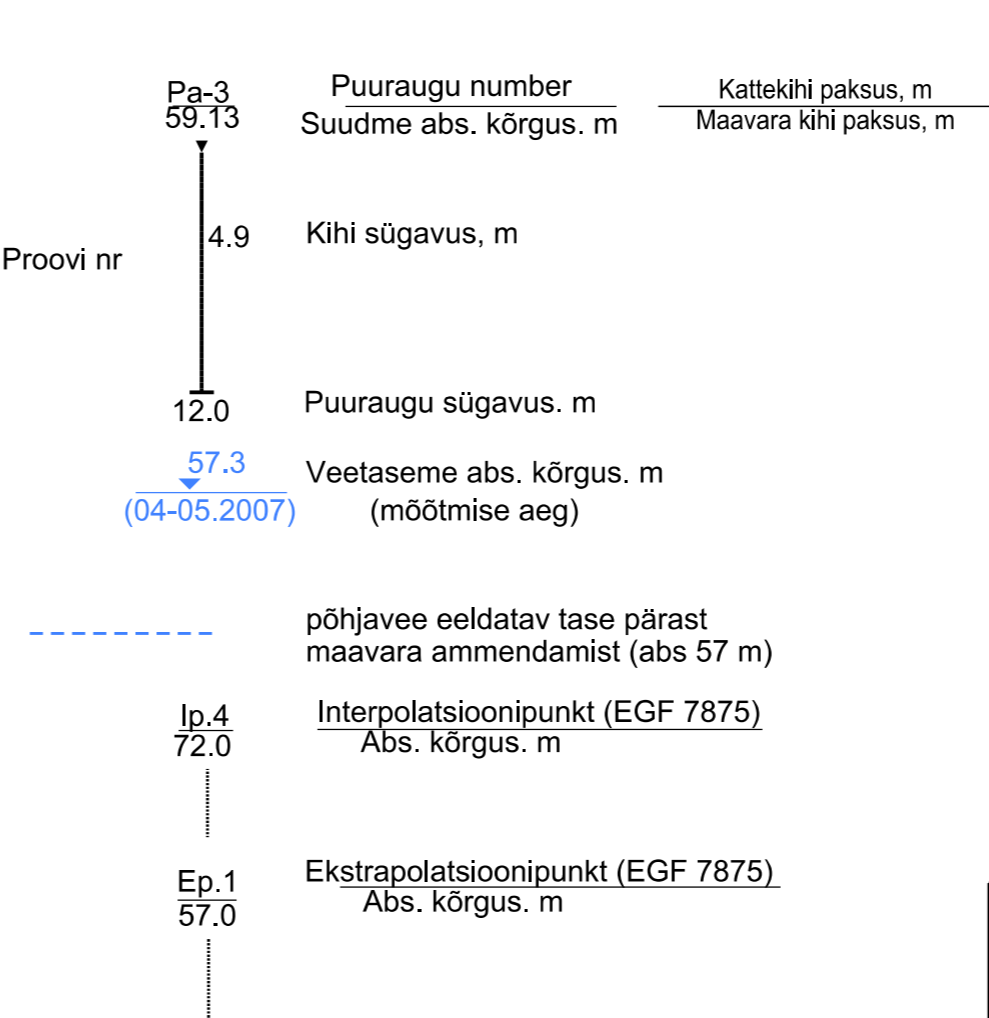 Pa-3
59.13
Puuraugu number
Suudme abs. kõrgus. m
Kattekihi paksus, m
Maavara kihi paksus, m
4.9
Kihi sügavus, m
Proovi nr
12.0
Puuraugu sügavus. m
57.3
(04-05.2007)
Veetaseme abs. kõrgus. m
(mõõtmise aeg)
põhjavee eeldatav tase pärast
maavara ammendamist (abs 57 m)
Ip.4
72.0
Interpolatsioonipunkt (EGF 7875)
Abs. kõrgus. m
Ep.1
57.0
Ekstrapolatsioonipunkt (EGF 7875)
Abs. kõrgus. m